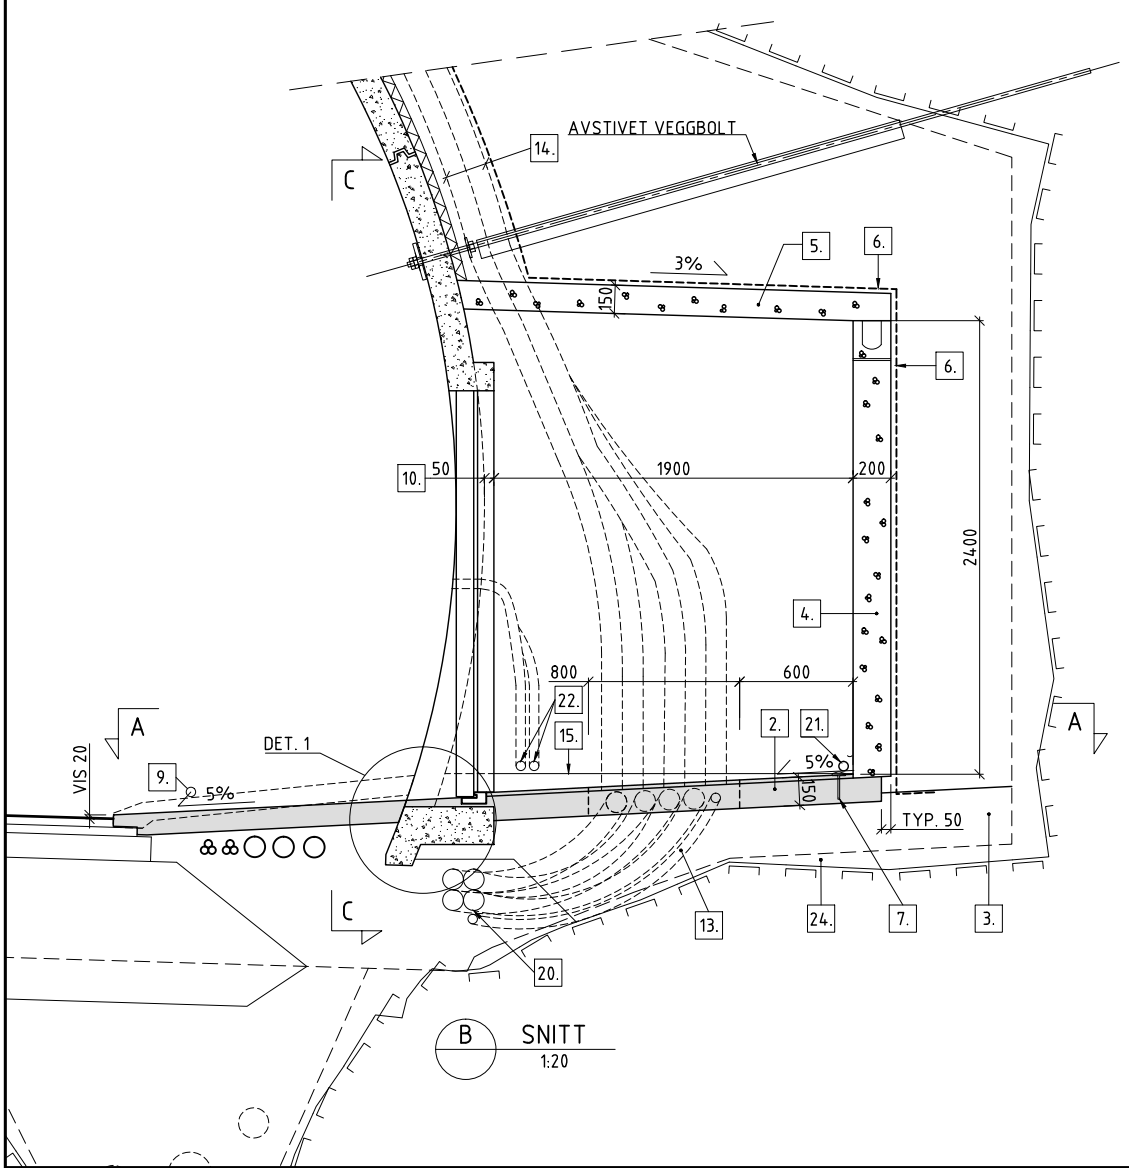 AVSTIVET VEGGBOLT
14.
C
5.
6.
3%
150
6.
10.
50
1900
200
2400
4.
800
600
22.
A
A
2.
21.
15.
DET. 1
VIS 20
9.
5%
5%
150
TYP. 50
C
13.
24.
7.
3.
20.
B
SNITT
1:20